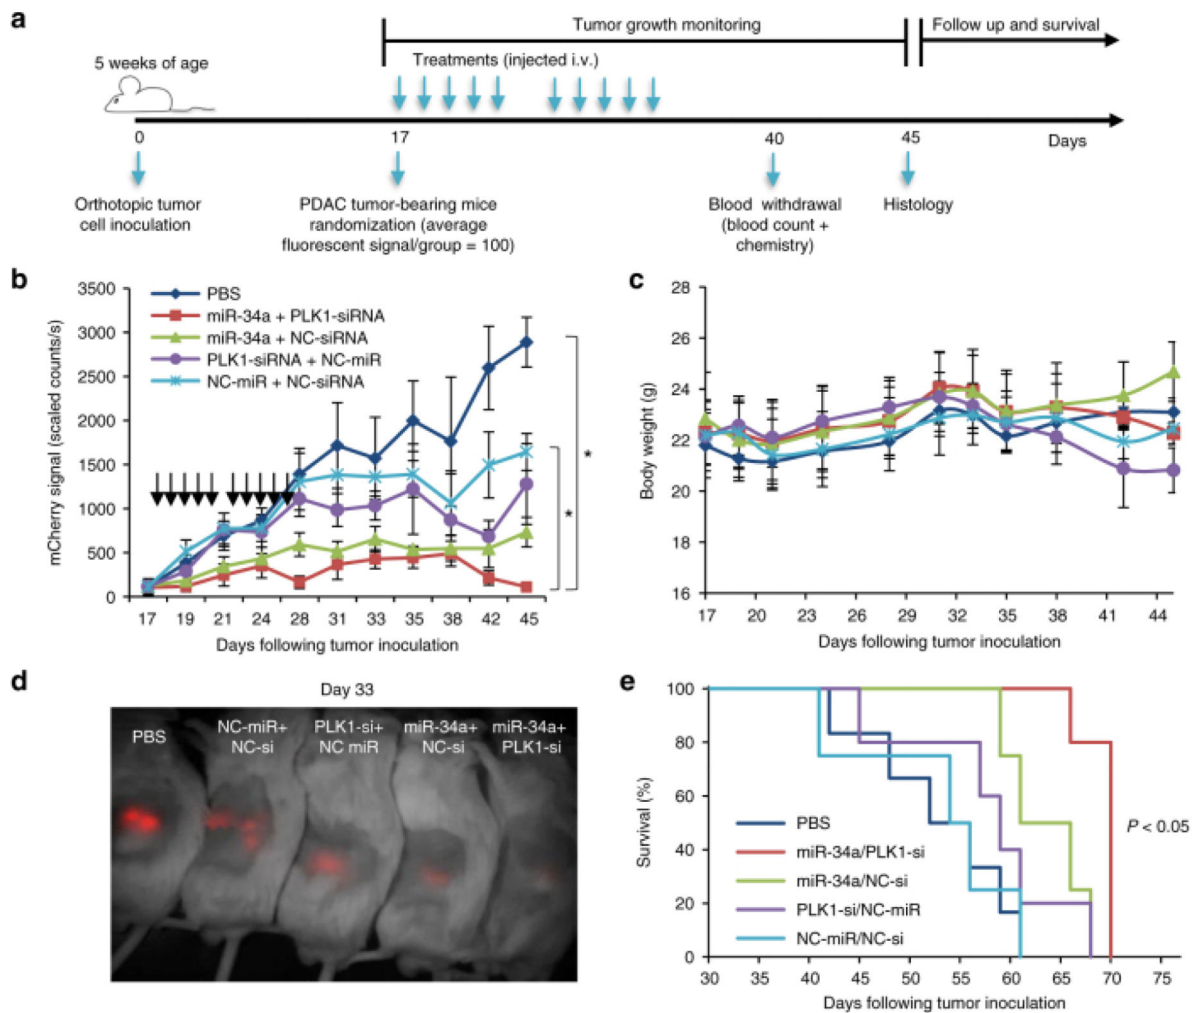 a
Tumor growth monitoring
Follow up and survival
5 weeks of age
Treatments (injected i.v.)
0
17
40
45
Days
Orthotopic tumor
cell inoculation
PDAC tumor-bearing mice
randomization (average
fluorescent signal/group = 100)
Blood withdrawal
(blood count +
chemistry)
Histology
b
mCherry signal (scaled counts/s)
3500
3000
2500
2000
1500
1000
500
0
PBS
miR-34a + PLK1-siRNA
miR-34a + NC-siRNA
PLK1-siRNA + NC-miR
NC-miR + NC-siRNA
*
*
17 19 21 24 28 31 33 35 38 42 45
Days following tumor inoculation
c
Body weight (g)
28
26
24
22
20
18
16
17 20 23 26 29 32 35 38 41 44
Days following tumor inoculation
d
Day 33
PBS
NC-miR+
NC-si
PLK1-si+
NC miR
miR-34a+
NC-si
miR-34a+
PLK1-si
e
Survival (%)
100
80
60
40
20
0
PBS
miR-34a/PLK1-si
miR-34a/NC-si
PLK1-si/NC-miR
NC-miR/NC-si
P < 0.05
30 35 40 45 50 55 60 65 70 75
Days following tumor inoculation